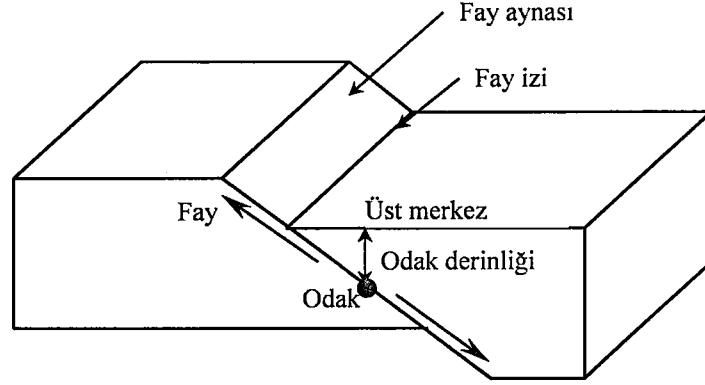 Fay aynası
Fay izi
Fay
Üst merkez
Odak derinliği
Odak